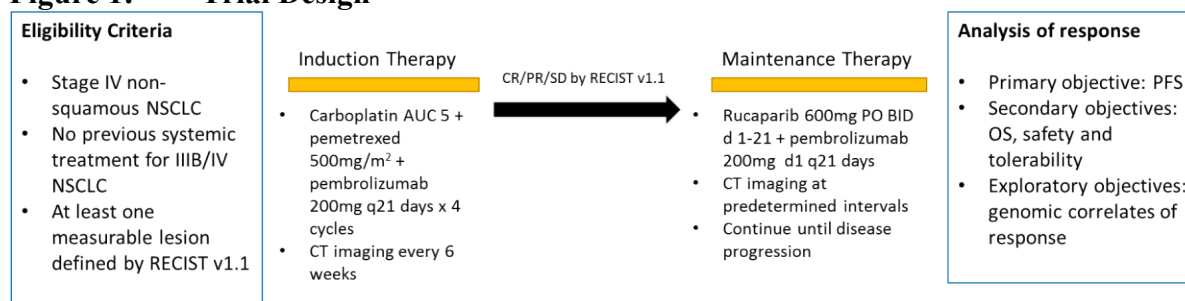 Figure 1: Trial Design
Eligibility Criteria
• Stage IV non-
squamous NSCLC
• No previous systemic
treatment for IIIB/IV
NSCLC
• At least one
measurable lesion
defined by RECIST v1.1
Induction Therapy
• Carboplatin AUC 5 +
pemetrexed
500mg/m² +
pembrolizumab
200mg q21 days x 4
cycles
• CT imaging every 6
weeks
CR/PR/SD by RECIST v1.1
Maintenance Therapy
• Rucaparib 600mg PO BID
d 1-21 + pembrolizumab
200mg d1 q21 days
• CT imaging at
predetermined intervals
• Continue until disease
progression
Analysis of response
• Primary objective: PFS
• Secondary objectives:
OS, safety and
tolerability
• Exploratory objectives:
genomic correlates of
response